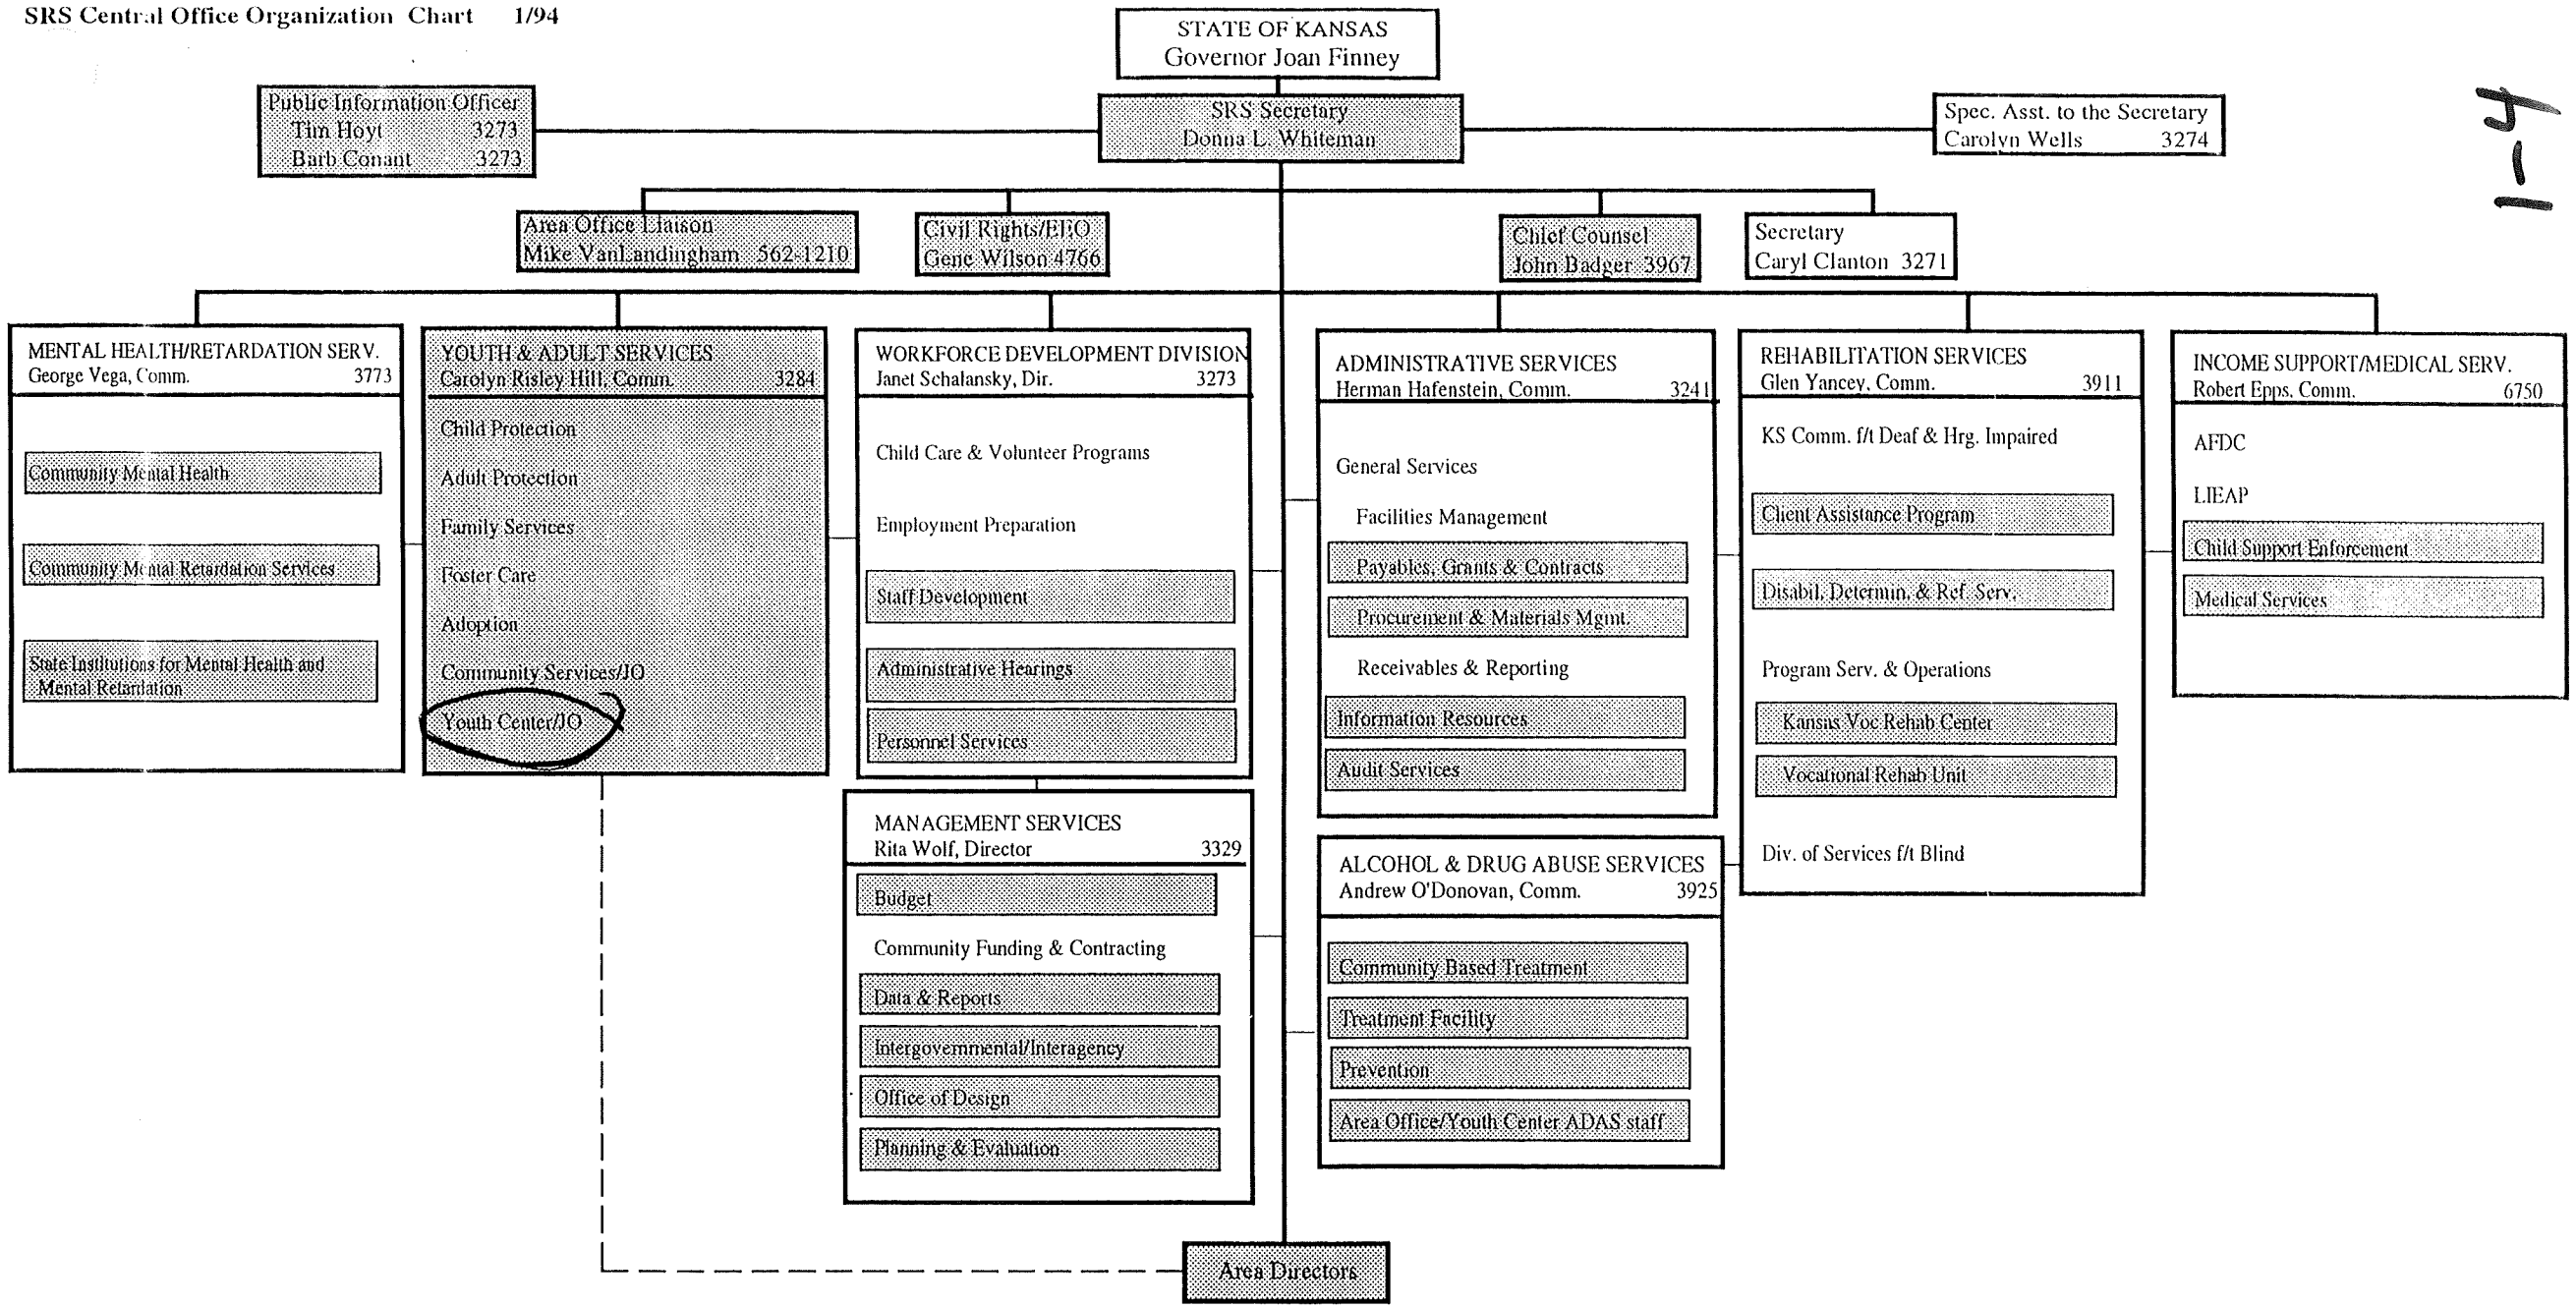 SRS Central Office Organization Chart 1/94
STATE OF KANSAS
Governor Joan Finney
1-4
Public Information Officer
Tim Hoyt 3273
Barb Conant 3273
SRS Secretary
Donna L. Whiteman
Spec. Asst. to the Secretary
Carolyn Wells 3274
Area Office Liaison
Mike VanLandingham 562-1210
Civil Rights/EEO
Gene Wilson 4766
Chief Counsel
John Badger 3967
Secretary
Caryl Clanton 3271
MENTAL HEALTH/RETARDATION SERV.
George Vega, Comm. 3773
Community Mental Health
Community Mental Retardation Services
State Institutions for Mental Health and
Mental Retardation
YOUTH & ADULT SERVICES
Carolyn Risley Hill, Comm. 3284
Child Protection
Adult Protection
Family Services
Foster Care
Adoption
Community Services/JO
Youth Center/JO
WORKFORCE DEVELOPMENT DIVISION
Janet Schalansky, Dir. 3273
Child Care & Volunteer Programs
Employment Preparation
Staff Development
Administrative Hearings
Personnel Services
MANAGEMENT SERVICES
Rita Wolf, Director 3329
Budget
Community Funding & Contracting
Data & Reports
Intergovernmental/Interagency
Office of Design
Planning & Evaluation
ADMINISTRATIVE SERVICES
Herman Hafenstein, Comm. 3241
General Services
Facilities Management
Payables, Grants & Contracts
Procurement & Materials Mgmt.
Receivables & Reporting
Information Resources
Audit Services
ALCOHOL & DRUG ABUSE SERVICES
Andrew O'Donovan, Comm. 3925
Community Based Treatment
Treatment Facility
Prevention
Area Office/Youth Center ADAS staff
REHABILITATION SERVICES
Glen Yancey, Comm. 3911
KS Comm. f/t Deaf & Hrg. Impaired
Client Assistance Program
Disabil. Determin. & Ref. Serv.
Program Serv. & Operations
Kansas Voc Rehab Center
Vocational Rehab Unit
Div. of Services f/t Blind
INCOME SUPPORT/MEDICAL SERV.
Robert Epps, Comm. 6750
AFDC
LIEAP
Child Support Enforcement
Medical Services
Area Directors